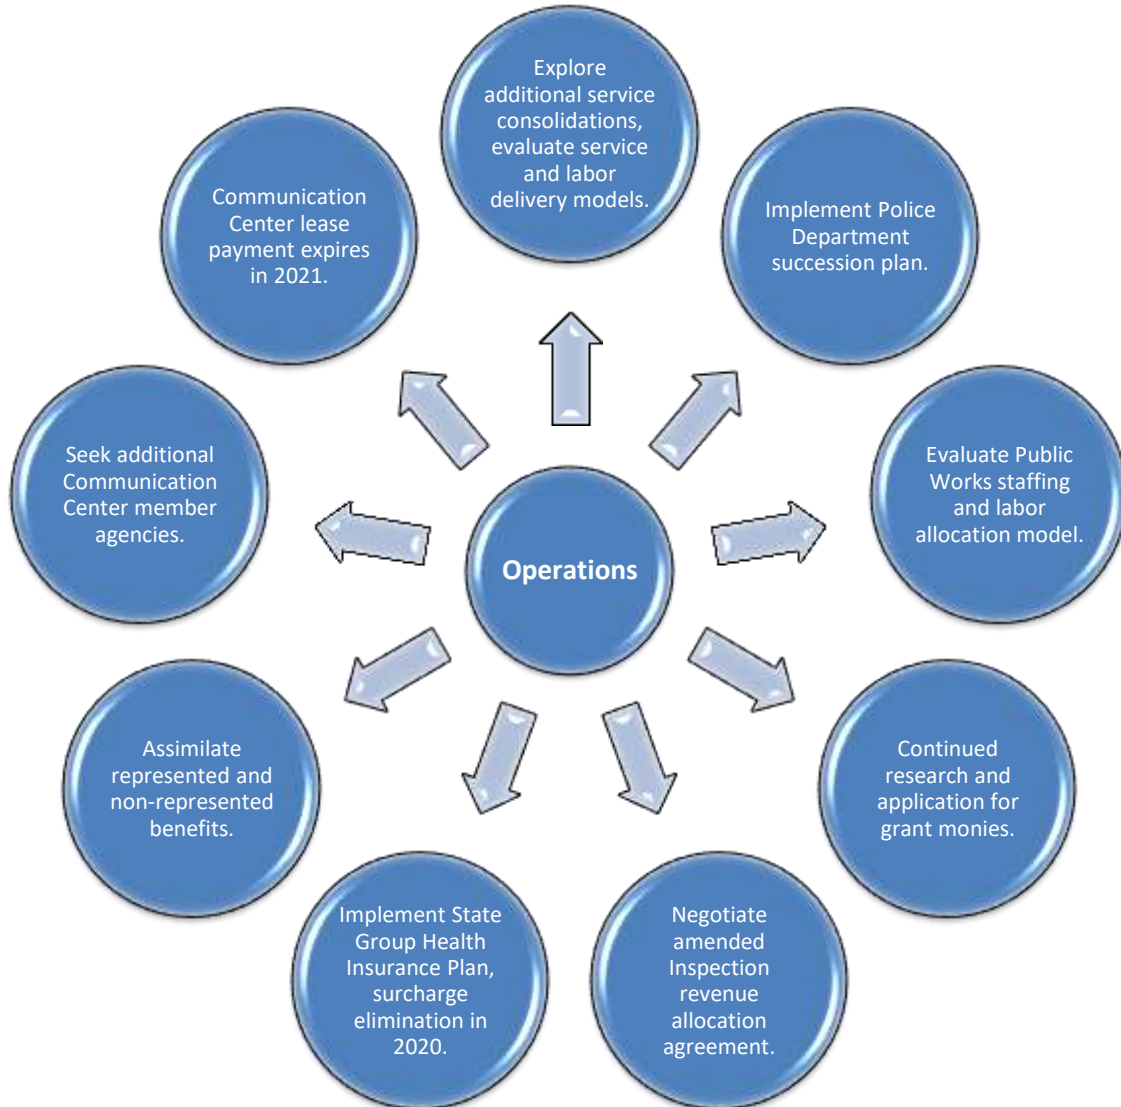 Explore
additional service
consolidations,
evaluate service
and labor
delivery models.
Implement Police
Department
succession plan.
Evaluate Public
Works staffing
and labor
allocation model.
Continued
research and
application for
grant monies.
Negotiate
amended
Inspection
revenue
allocation
agreement.
Implement State
Group Health
Insurance Plan,
surcharge
elimination in
2020.
Assimilate
represented and
non-represented
benefits.
Seek additional
Communication
Center member
agencies.
Communication
Center lease
payment expires
in 2021.
Operations